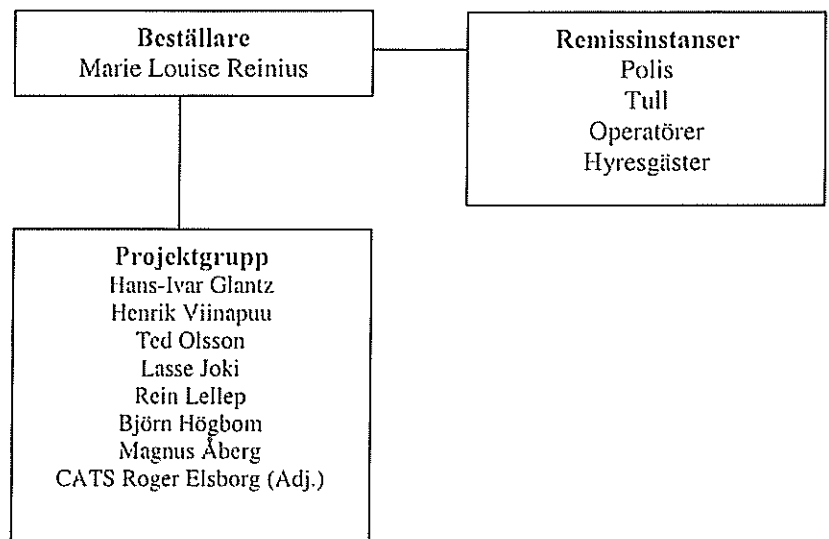 Beställare
Marie Louise Reinius
Remissinstanser
Polis
Tull
Operatörer
Hyresgäster
Projektgrupp
Hans-Ivar Glantz
Henrik Viinapuu
Ted Olsson
Lasse Joki
Rein Lellep
Björn Högbom
Magnus Åberg
CATS Roger Elsborg (Adj.)